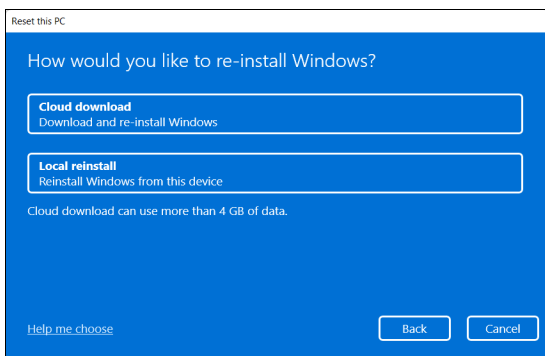 Reset this PC
How would you like to re-install Windows?
Cloud download
Download and re-install Windows
Local reinstall
Reinstall Windows from this device
Cloud download can use more than 4 GB of data.
Help me choose
Back
Cancel